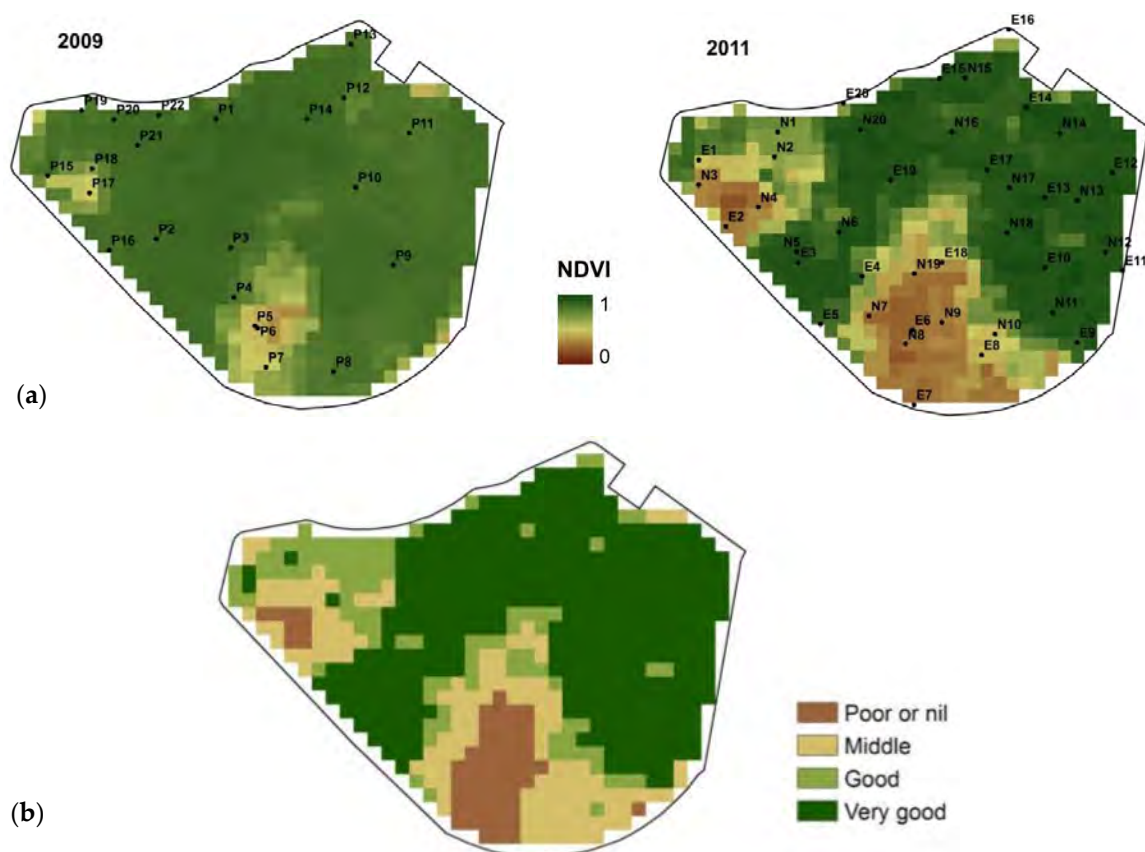 2009
P13
P12
P19
P20
P22
P1
P14
P11
P21
P18
P15
P17
P10
P2
P16
P3
P9
P4
P5
P6
P7
P8
(a)
NDVI
1
0
2011
E16
E15
N15
E20
E14
N1
N20
N16
N14
N2
E1
E17
E12
N3
E19
N17
E13
N13
N4
E2
N6
N18
N5
E3
N12
E18
E10
E11
N19
E4
N7
N11
E5
E6
N9
N10
N8
E8
E9
E7
(b)
Poor or nil
Middle
Good
Very good